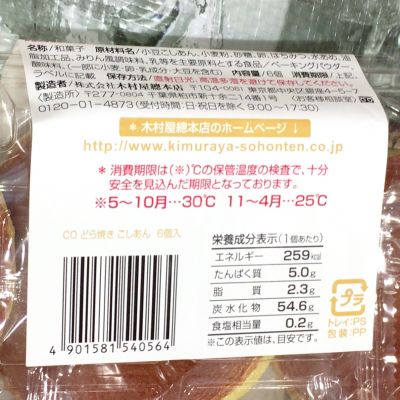 名称/和菓子 原材料名/小豆こしあん、小麦粉、砂糖、卵、はちみつ、水あめ、油
脂加工品、みりん風調味料、乳等を主要原料とする食品/ベーキングパウダー、
酸味料、(一部に小麦・卵・乳成分・大豆を含む) 内容量/6個 消費期限/上記、
ラベルに記載 保存方法/直射日光、高温多湿を避けて保存してください。
製造者/株式会社木村屋總本店 東京都中央区銀座4-5-7
〈製造所〉〒277-0804 千葉県柏市新十余二4番1号
0120-01-4873(受付時間:日・祝日を除く9:00~17:30)
(お客様相談室)
*木村屋總本店のホームページ↓
http://www.kimuraya-sohonten.co.jp
*消費期限は(※)℃の保管温度の検査で、十分
安全を見込んだ期限となっております。
※5~10月…30℃ 11~4月…25℃
CO どら焼き こしあん 6個入
4 901581 540564
栄養成分表示(1個あたり)
エネルギー 259kcal
たんぱく質 5.0g
脂質 2.3g
炭水化物 54.6g
食塩相当量 0.2g
※この表示値は、目安です。
プラ
トレイ:PS
包装:PP